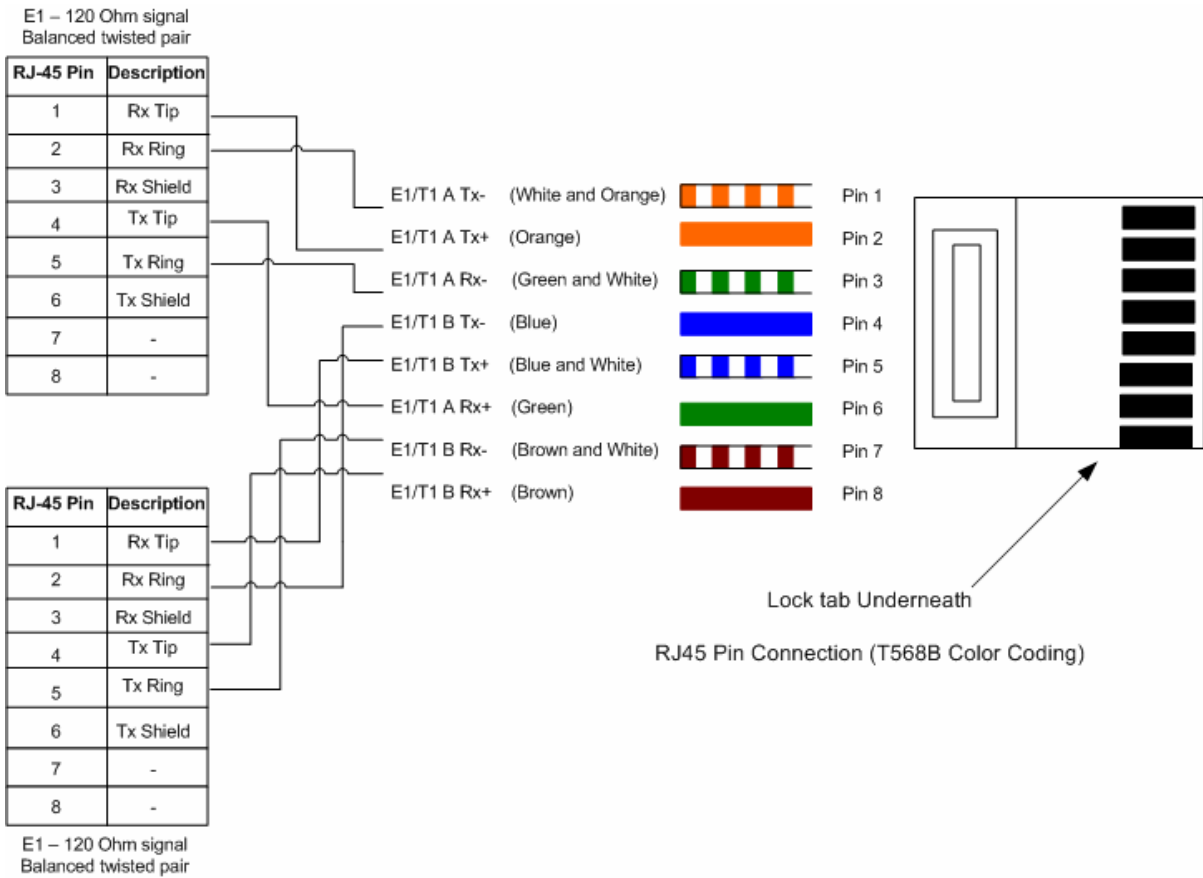 E1 – 120 Ohm signal
Balanced twisted pair
RJ-45 Pin Description
1 Rx Tip
2 Rx Ring
3 Rx Shield
4 Tx Tip
5 Tx Ring
6 Tx Shield
7 -
8 -
E1/T1 A Tx- (White and Orange) Pin 1
E1/T1 A Tx+ (Orange) Pin 2
E1/T1 A Rx- (Green and White) Pin 3
E1/T1 B Tx- (Blue) Pin 4
E1/T1 B Tx+ (Blue and White) Pin 5
E1/T1 A Rx+ (Green) Pin 6
E1/T1 B Rx- (Brown and White) Pin 7
E1/T1 B Rx+ (Brown) Pin 8
Lock tab Underneath
RJ45 Pin Connection (T568B Color Coding)
RJ-45 Pin Description
1 Rx Tip
2 Rx Ring
3 Rx Shield
4 Tx Tip
5 Tx Ring
6 Tx Shield
7 -
8 -
E1 – 120 Ohm signal
Balanced twisted pair